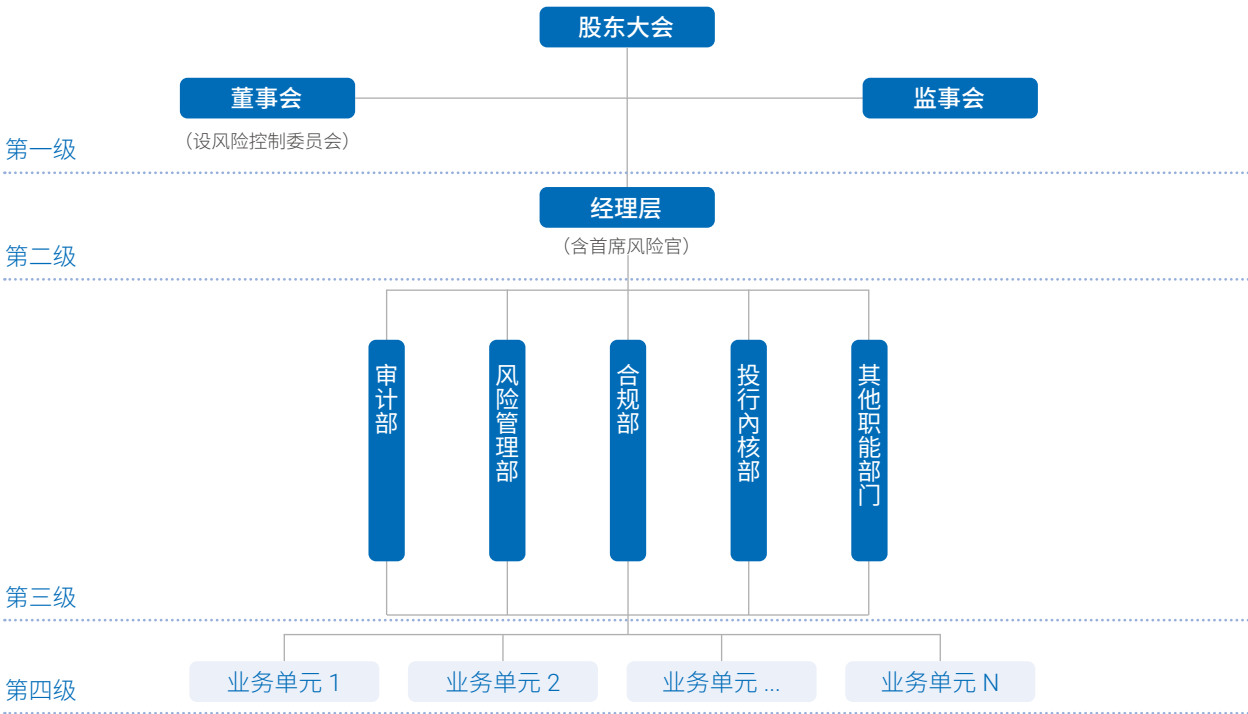 股东大会
董事会
监事会
（设风险控制委员会）
第一级
经理层
（含首席风险官）
第二级
审计部
风险管理部
合规部
投行内核部
其他职能部门
第三级
业务单元 1
业务单元 2
业务单元 ...
业务单元 N
第四级